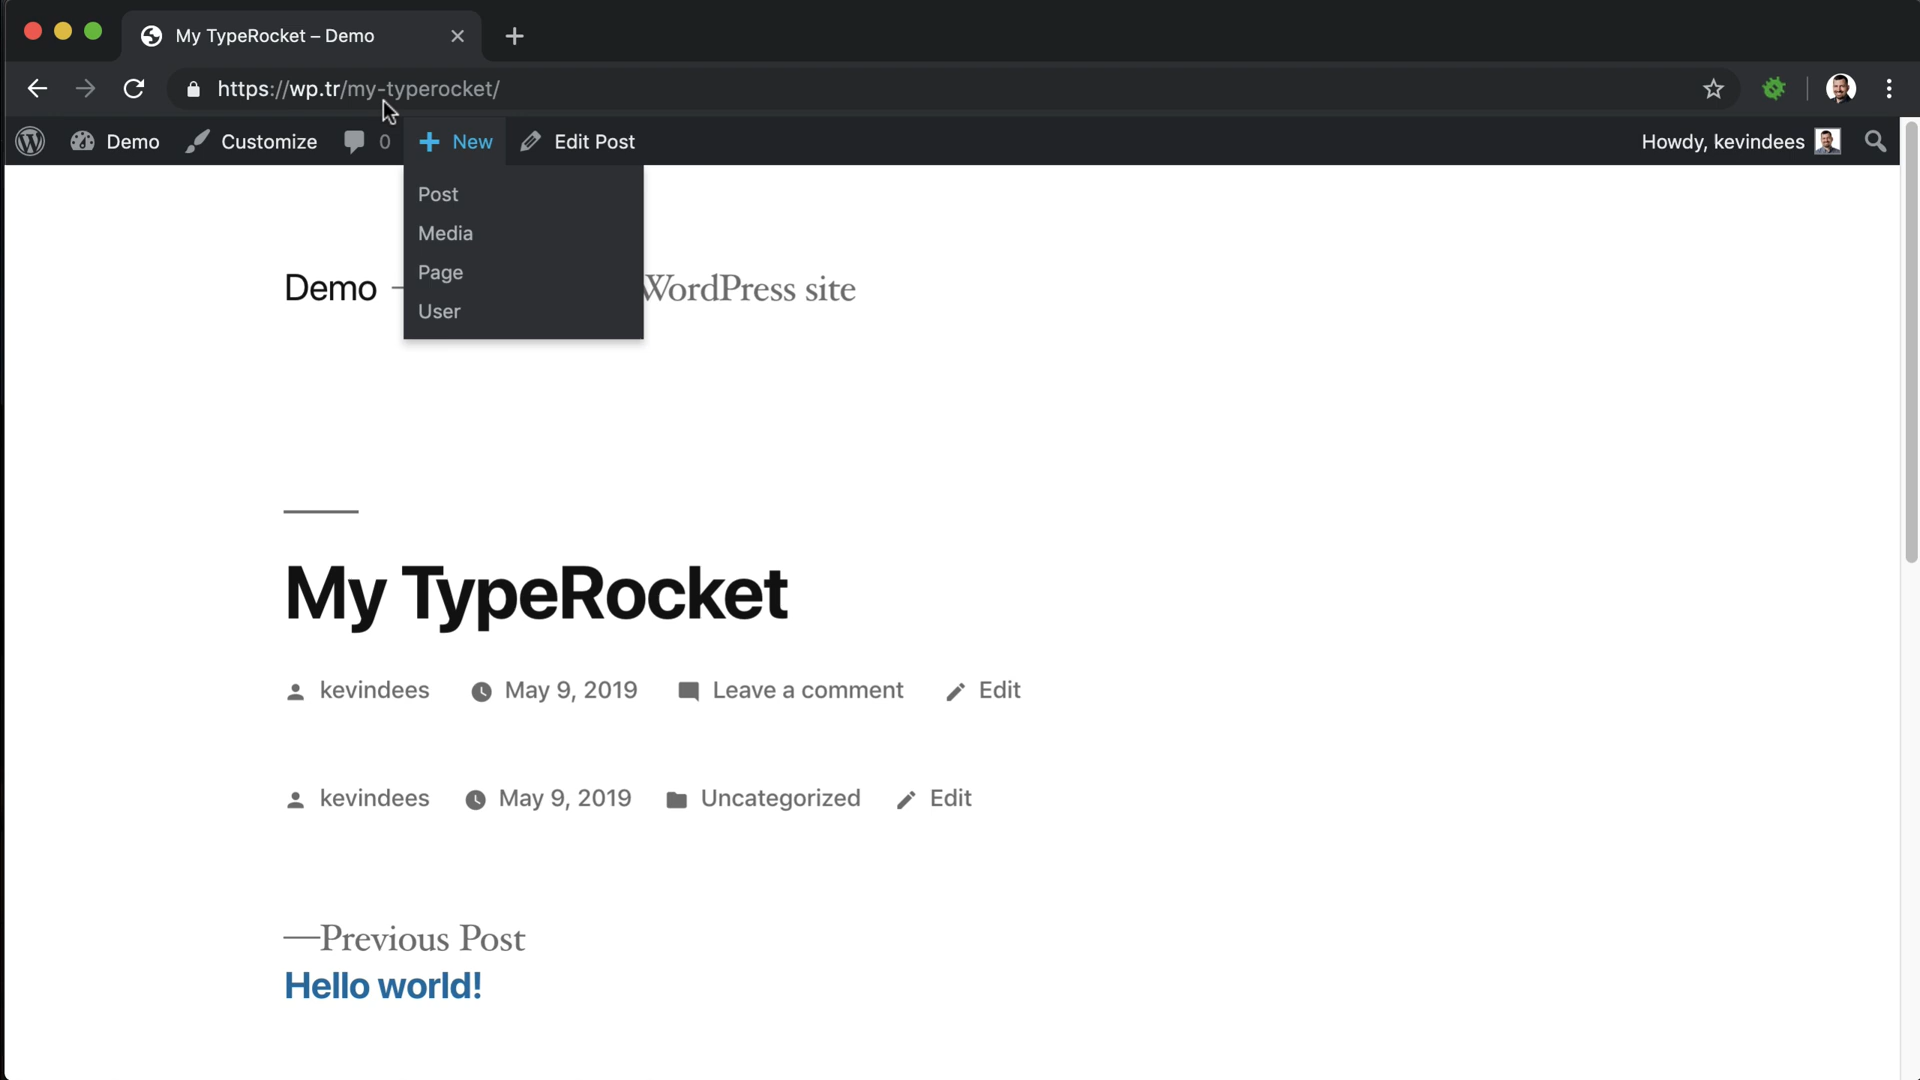 My TypeRocket – Demo
https://wp.tr/my-typerocket/
Demo Customize 0 New Edit Post Howdy, kevindees
Post
Media
Page
User
Demo – WordPress site
My TypeRocket
kevindees May 9, 2019 Leave a comment Edit
kevindees May 9, 2019 Uncategorized Edit
—Previous Post
Hello world!